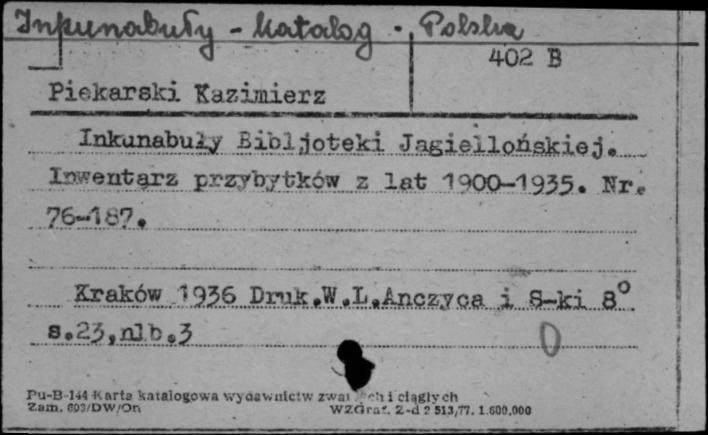 Inkunabuły - katalog - Polska
402 B
Piekarski Kazimierz
Inkunabuły Bibljoteki Jagiellońskiej.
Inwentarz przybytków z lat 1900-1935. Nr.
76-187.
Kraków 1936 Druk.W.L.Anczyca i S-ki 8°
s.23,nlb.3
0
Pu-B-144 Karta katalogowa wydawnictw i ciągłych
Zam. 603/DW/On WZGraf. Z-d 2 513/77. 1.600.000